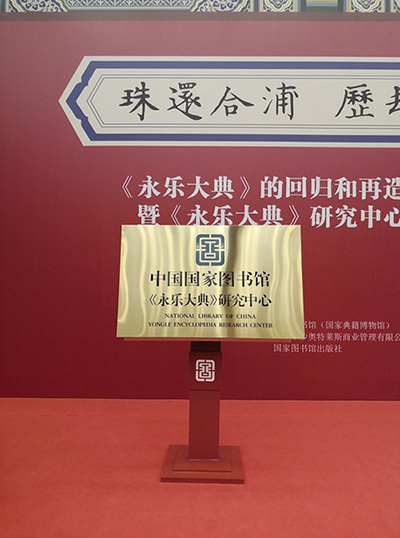 珠還合浦 歷劫
《永乐大典》的回归和再造
暨《永乐大典》研究中心
中国国家图书馆
《永乐大典》研究中心
NATIONAL LIBRARY OF CHINA
YONGLE ENCYCLOPEDIA RESEARCH CENTER
书馆（国家典籍博物馆）
奥特莱斯商业管理有限公
国家图书馆出版社